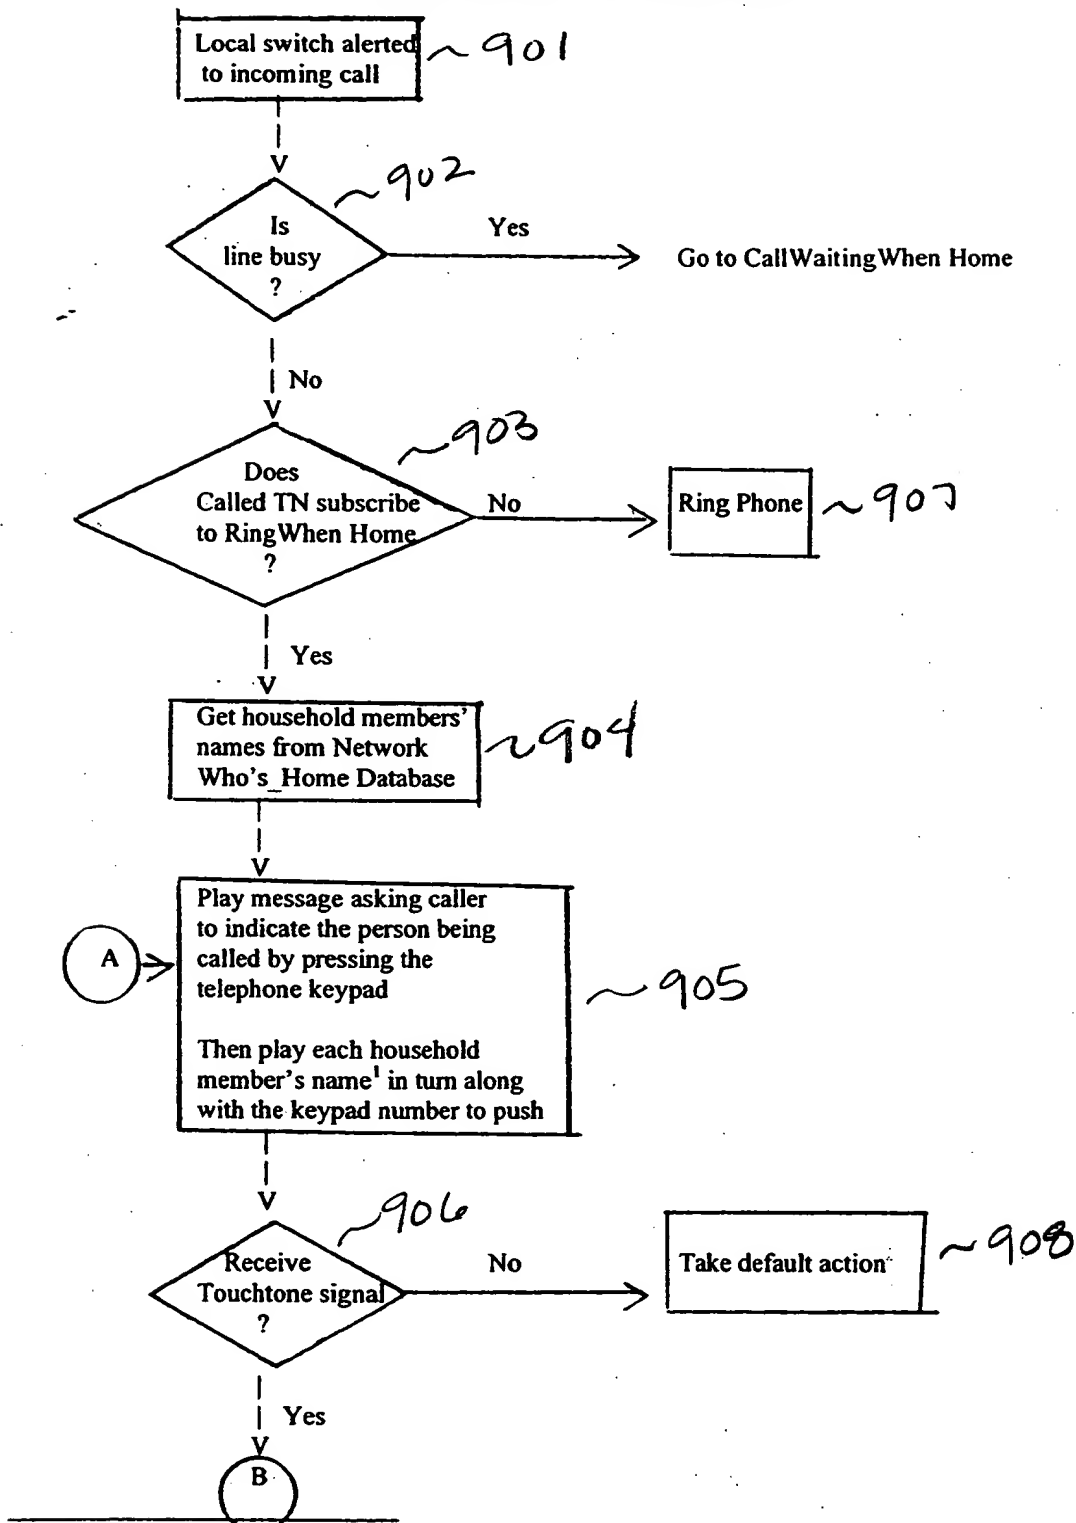 Local switch alerted
to incoming call
~901
V
~902
Is
line busy
?
Yes
Go to CallWaitingWhen Home
No
V
~903
Does
Called TN subscribe
to RingWhen Home
?
No
Ring Phone
~907
Yes
V
Get household members'
names from Network
Who's_Home Database
~904
V
Play message asking caller
to indicate the person being
called by pressing the
telephone keypad
A
~905
Then play each household
member's name¹ in turn along
with the keypad number to push
V
~906
Receive
Touchtone signal
?
No
Take default action
~908
Yes
V
B